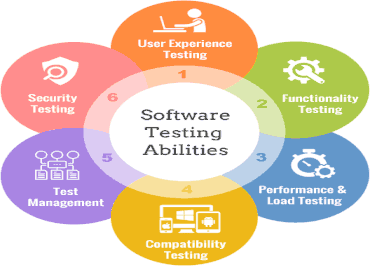 User Experience
Testing
1
Functionality
Testing
2
Performance &
Load Testing
3
Compatibility
Testing
4
Test
Management
5
Security
Testing
6
Software
Testing
Abilities